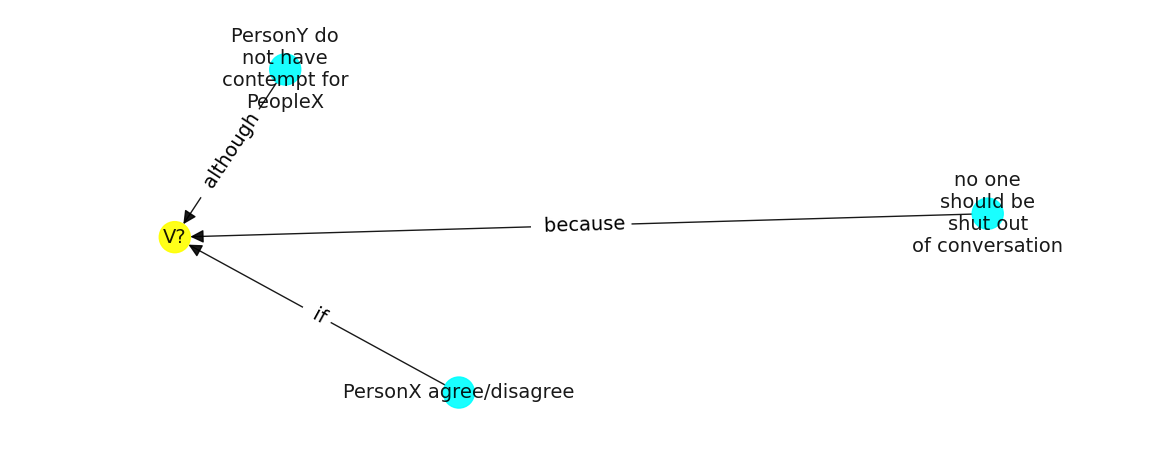 PersonY do
not have
contempt for
PeopleX
although
no one
should be
shut out
of conversation
because
V?
if
PersonX agree/disagree